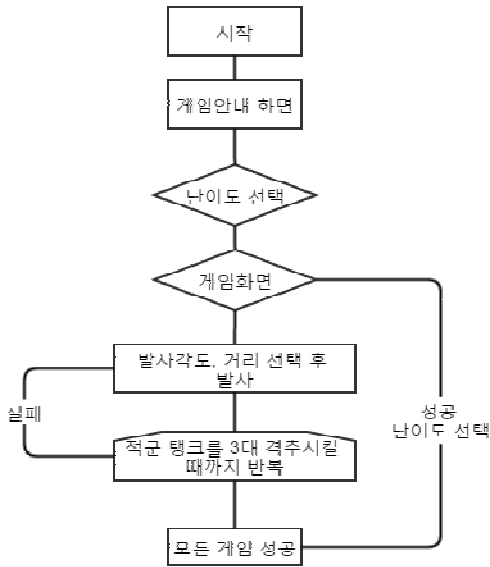 시작
게임안내 화면
난이도 선택
게임화면
발사각도, 거리 선택 후
발사
실패
적군 탱크를 3대 격추시킬
때까지 반복
성공
난이도 선택
모든 게얌 성공